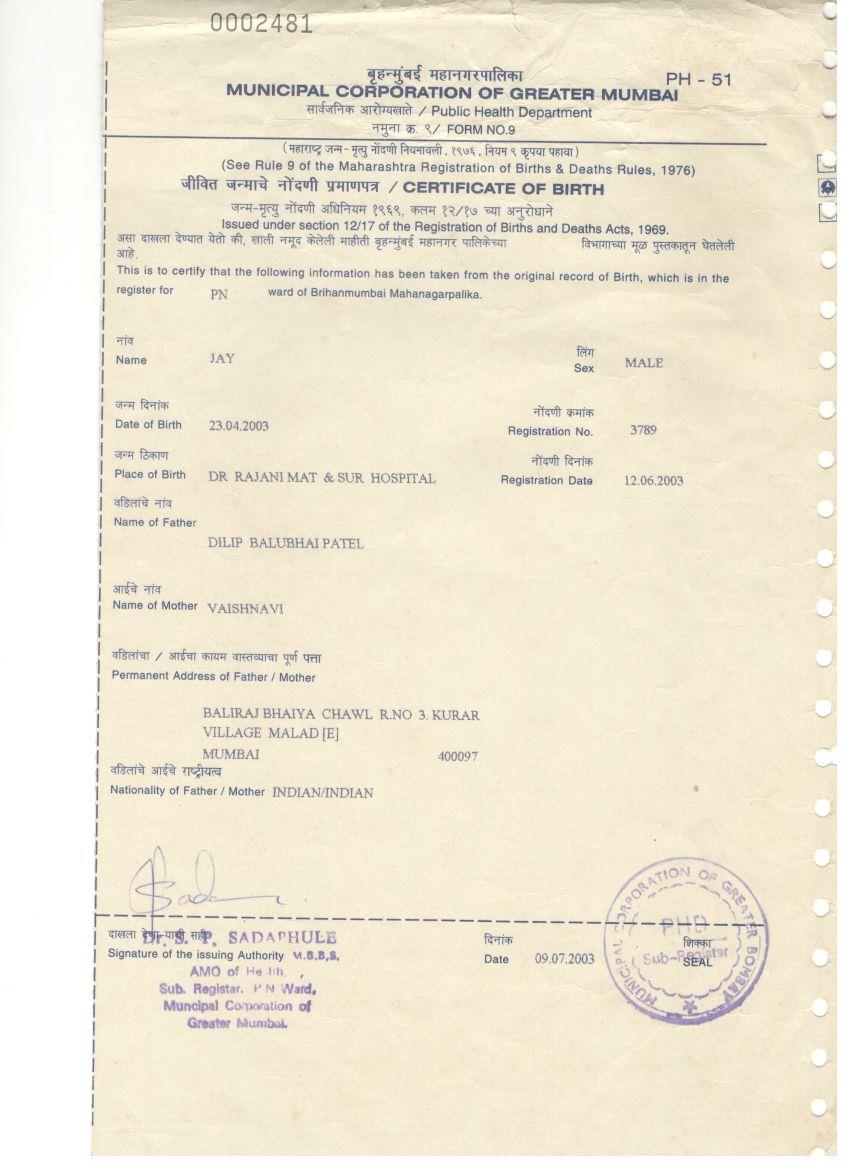 0002481
बृहन्मुंबई महानगरपालिका
PH - 51
MUNICIPAL CORPORATION OF GREATER MUMBAI
सार्वजनिक आरोग्यखाते / Public Health Department
नमुना क्र. ९/ FORM NO.9
(महाराष्ट्र जन्म - मृत्यु नोंदणी नियमावली, १९७६, नियम ९ कृपया पहावा)
(See Rule 9 of the Maharashtra Registration of Births & Deaths Rules, 1976)
जीवित जन्माचे नोंदणी प्रमाणपत्र / CERTIFICATE OF BIRTH
जन्म-मृत्यु नोंदणी अधिनियम १९६९, कलम १२/१७ च्या अनुरोधाने
Issued under section 12/17 of the Registration of Births and Deaths Acts, 1969.
असा दाखला देण्यात येतो की, खाली नमूद केलेली माहीती बृहन्मुंबई महानगर पालिकेच्या विभागाच्या मूळ पुस्तकातून घेतलेली
आहे.
This is to certify that the following information has been taken from the original record of Birth, which is in the
register for PN ward of Brihanmumbai Mahanagarpalika.
नांव
Name JAY
लिंग
Sex MALE
जन्म दिनांक
Date of Birth 23.04.2003
नोंदणी क्रमांक
Registration No. 3789
जन्म ठिकाण
Place of Birth DR RAJANI MAT & SUR HOSPITAL
नोंदणी दिनांक
Registration Date 12.06.2003
वडिलांचे नांव
Name of Father
DILIP BALUBHAI PATEL
आईचे नांव
Name of Mother VAISHNAVI
वडिलांचा / आईचा कायम वास्तव्याचा पूर्ण पत्ता
Permanent Address of Father / Mother
BALIRAJ BHAIYA CHAWL R.NO 3. KURAR
VILLAGE MALAD [E]
MUMBAI 400097
वडिलांचे आईचे राष्ट्रीयत्व
Nationality of Father / Mother INDIAN/INDIAN
दाखला सही
Dr. S. P. SADAPHULE
Signature of the issuing Authority M.B.B.S.
AMO of Health,
Sub. Registar. P N Ward,
Muncipal Corporation of
Greater Mumbai.
दिनांक
Date 09.07.2003
MUNICIPAL CORPORATION OF GREATER BOMBAY
PHD
Sub-Register
शिक्का
SEAL